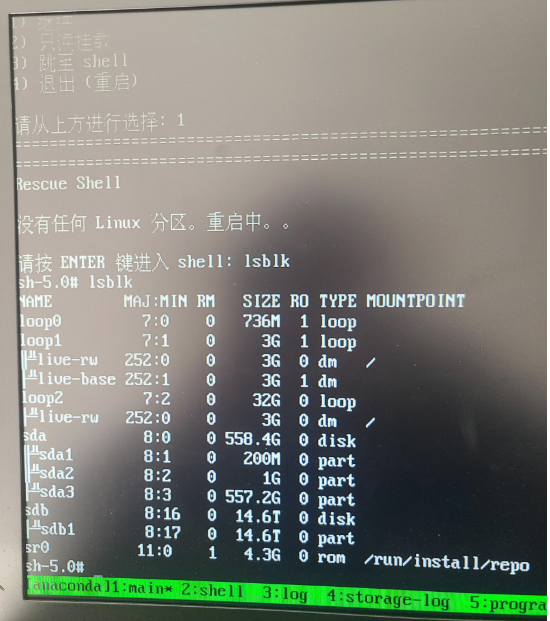 1) 继续
2) 只读挂载
3) 跳至 shell
4) 退出 (重启)
请从上方进行选择: 1
================================================
================================================
Rescue Shell
没有任何 Linux 分区。重启中。。
请按 ENTER 键进入 shell: lsblk
sh-5.0# lsblk
NAME MAJ:MIN RM SIZE RO TYPE MOUNTPOINT
loop0 7:0 0 736M 1 loop
loop1 7:1 0 3G 1 loop
├─live-rw 252:0 0 3G 0 dm /
└─live-base 252:1 0 3G 1 dm
loop2 7:2 0 32G 0 loop
└─live-rw 252:0 0 3G 0 dm /
sda 8:0 0 558.4G 0 disk
├─sda1 8:1 0 200M 0 part
├─sda2 8:2 0 1G 0 part
└─sda3 8:3 0 557.2G 0 part
sdb 8:16 0 14.6T 0 disk
└─sdb1 8:17 0 14.6T 0 part
sr0 11:0 1 4.3G 0 rom /run/install/repo
sh-5.0#
[anaconda]1:main* 2:shell 3:log 4:storage-log 5:progra